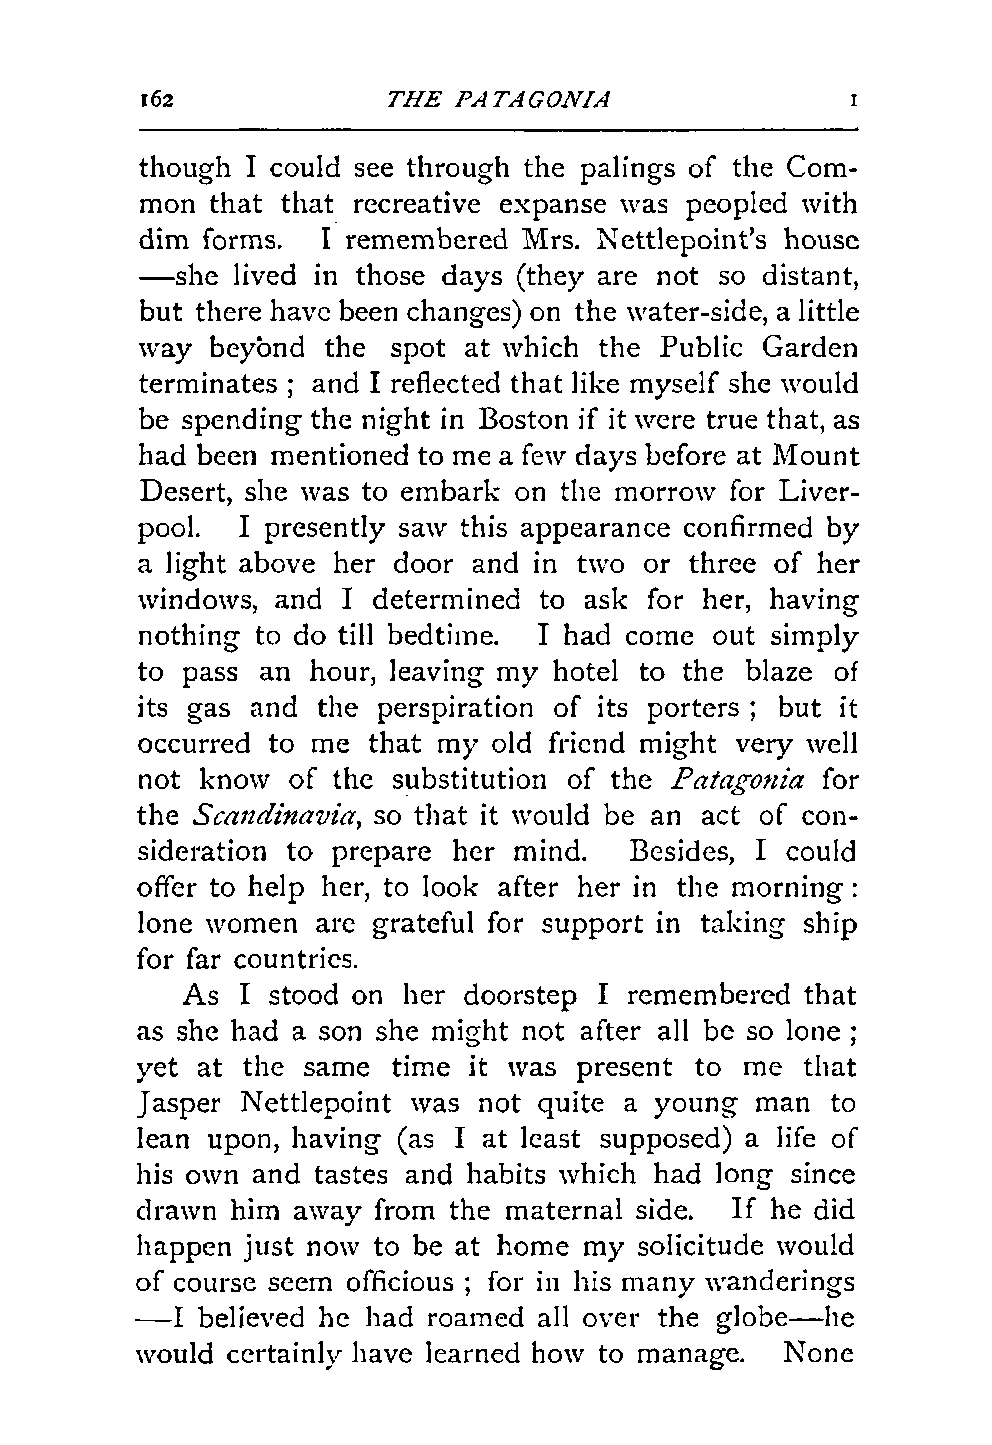 162 THE PATAGONIA I
though I could see through the palings of the Com-
mon that that recreative expanse was peopled with
dim forms. I remembered Mrs. Nettlepoint's house
—she lived in those days (they are not so distant,
but there have been changes) on the water-side, a little
way beyond the spot at which the Public Garden
terminates ; and I reflected that like myself she would
be spending the night in Boston if it were true that, as
had been mentioned to me a few days before at Mount
Desert, she was to embark on the morrow for Liver-
pool. I presently saw this appearance confirmed by
a light above her door and in two or three of her
windows, and I determined to ask for her, having
nothing to do till bedtime. I had come out simply
to pass an hour, leaving my hotel to the blaze of
its gas and the perspiration of its porters ; but it
occurred to me that my old friend might very well
not know of the substitution of the Patagonia for
the Scandinavia, so that it would be an act of con-
sideration to prepare her mind. Besides, I could
offer to help her, to look after her in the morning :
lone women are grateful for support in taking ship
for far countries.
As I stood on her doorstep I remembered that
as she had a son she might not after all be so lone ;
yet at the same time it was present to me that
Jasper Nettlepoint was not quite a young man to
lean upon, having (as I at least supposed) a life of
his own and tastes and habits which had long since
drawn him away from the maternal side. If he did
happen just now to be at home my solicitude would
of course seem officious ; for in his many wanderings
—I believed he had roamed all over the globe—he
would certainly have learned how to manage. None